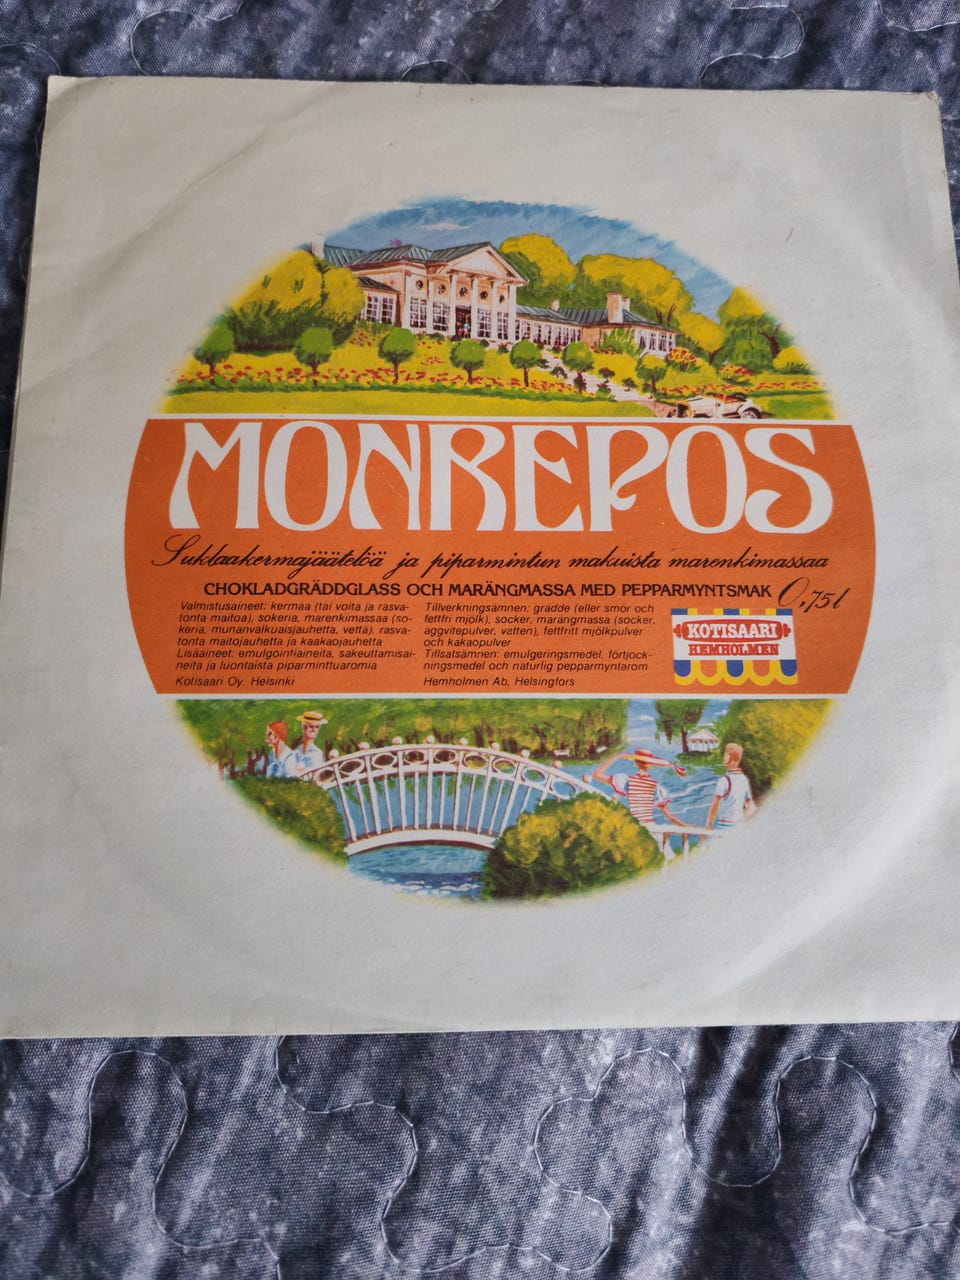 MONREPOS
Suklaakermajäätelöä ja piparmintun makuista marenkimassaa
CHOKLADGRÄDDGLASS OCH MARÄNGMASSA MED PEPPARMYNTSMAK 0,75l
Valmistusaineet: kermaa (tai voita ja rasva-
tonta maitoa), sokeria, marenkimassaa (so-
keria, munanvalkuaisjauhetta, vettä), rasva-
tonta maitojauhetta ja kaakaojauhetta
Lisäaineet: emulgointiaineita, sakeuttamisai-
neita ja luontaista piparminttuaromia
Kotisaari Oy. Helsinki
Tillverkningsämnen: grädde (eller smör och
fettfri mjölk), socker, marängmassa (socker,
äggvitepulver, vatten), fettfritt mjölkpulver
och kakaopulver
Tillsatsämnen: emulgeringsmedel, förtjock-
ningsmedel och naturlig pepparmyntarom
Hemholmen Ab, Helsingfors
KOTISAARI
HEMHOLMEN